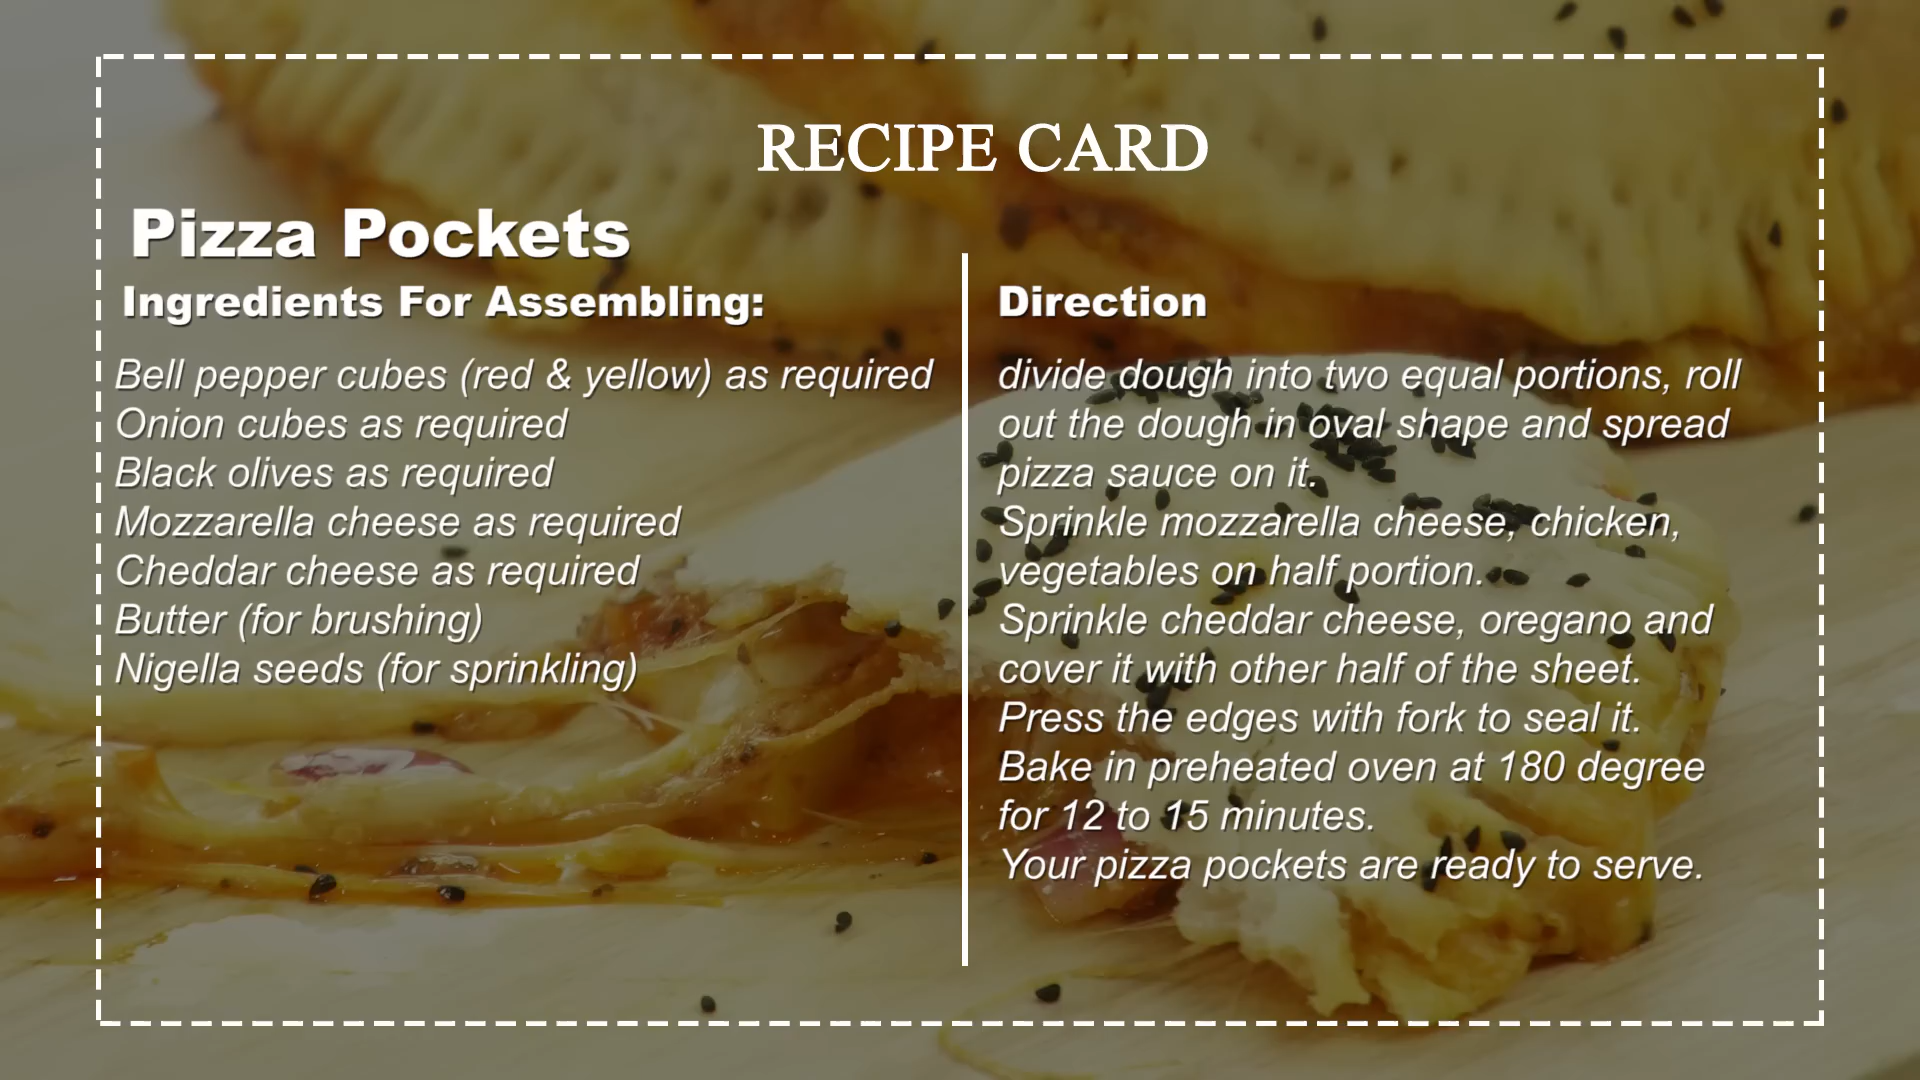 RECIPE CARD
Pizza Pockets
Ingredients For Assembling:
Bell pepper cubes (red & yellow) as required
Onion cubes as required
Black olives as required
Mozzarella cheese as required
Cheddar cheese as required
Butter (for brushing)
Nigella seeds (for sprinkling)
Direction
divide dough into two equal portions, roll
out the dough in oval shape and spread
pizza sauce on it.
Sprinkle mozzarella cheese, chicken,
vegetables on half portion.
Sprinkle cheddar cheese, oregano and
cover it with other half of the sheet.
Press the edges with fork to seal it.
Bake in preheated oven at 180 degree
for 12 to 15 minutes.
Your pizza pockets are ready to serve.